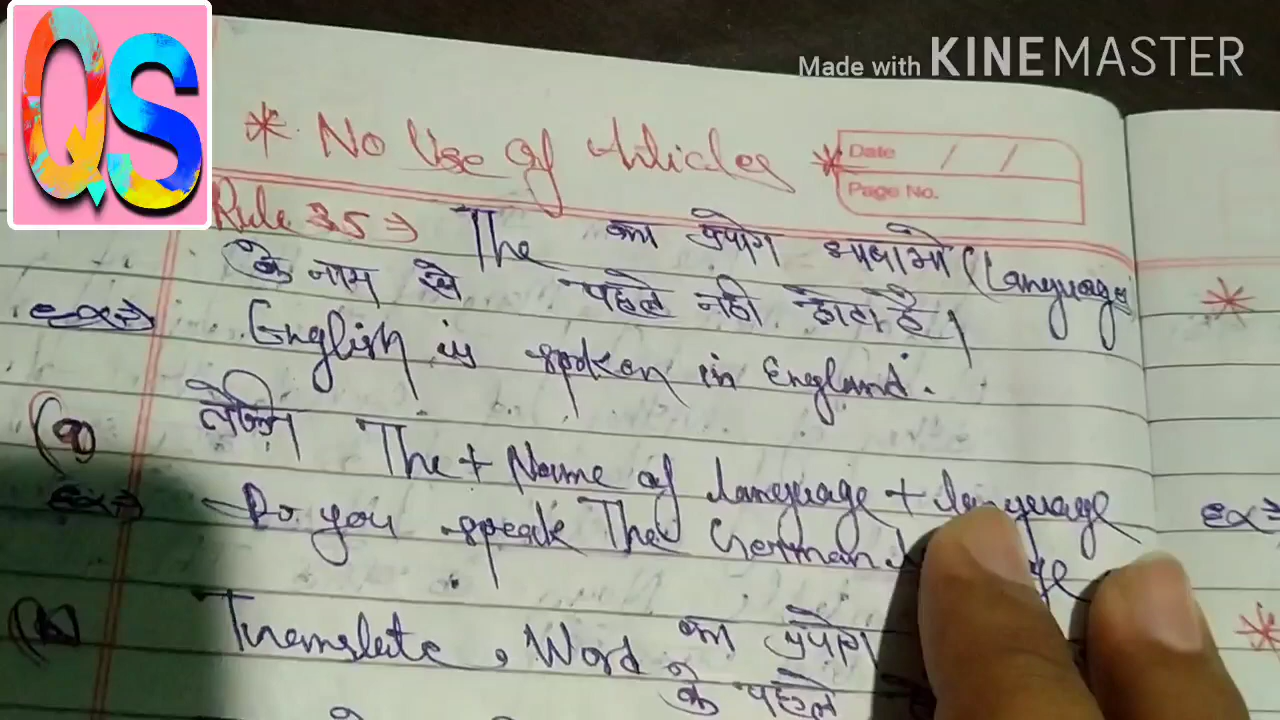 QS
Made with KINEMASTER
* No Use of Articles *
Date / /
Page No.
Rule 35 ⇒ The का प्रयोग भाषाओं (Language
के नाम से पहले नही होता है।
ex⇒ English is spoken in England.
(a) लेकिन The + Name of language + language
Ex⇒ Do you speak The German
(b) Translate, Word का प्रयोग
के पहले
ex⇒